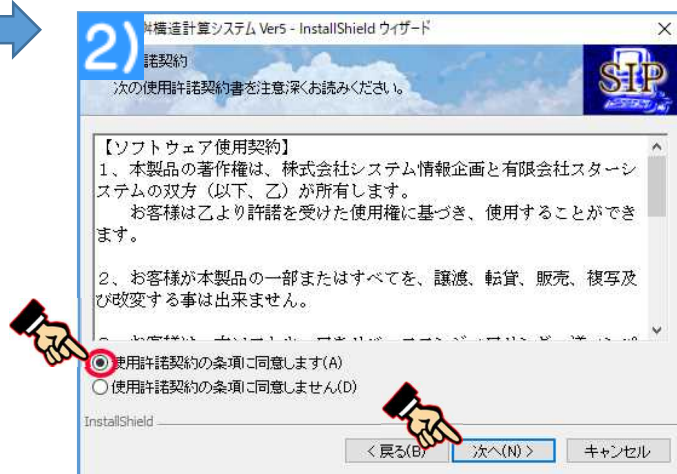 2)
構造計算システム Ver5 - InstallShield ウィザード
諾契約
次の使用許諾契約書を注意深くお読みください。
SIP
【ソフトウェア使用契約】
1、本製品の著作権は、株式会社システム情報企画と有限会社スターシ
ステムの双方(以下、乙)が所有します。
お客様は乙より許諾を受けた使用権に基づき、使用することができ
ます。
2、お客様が本製品の一部またはすべてを、譲渡、転貸、販売、複写及
び改変する事は出来ません。
使用許諾契約の条項に同意します(A)
使用許諾契約の条項に同意しません(D)
InstallShield
< 戻る(B)
次へ(N) >
キャンセル